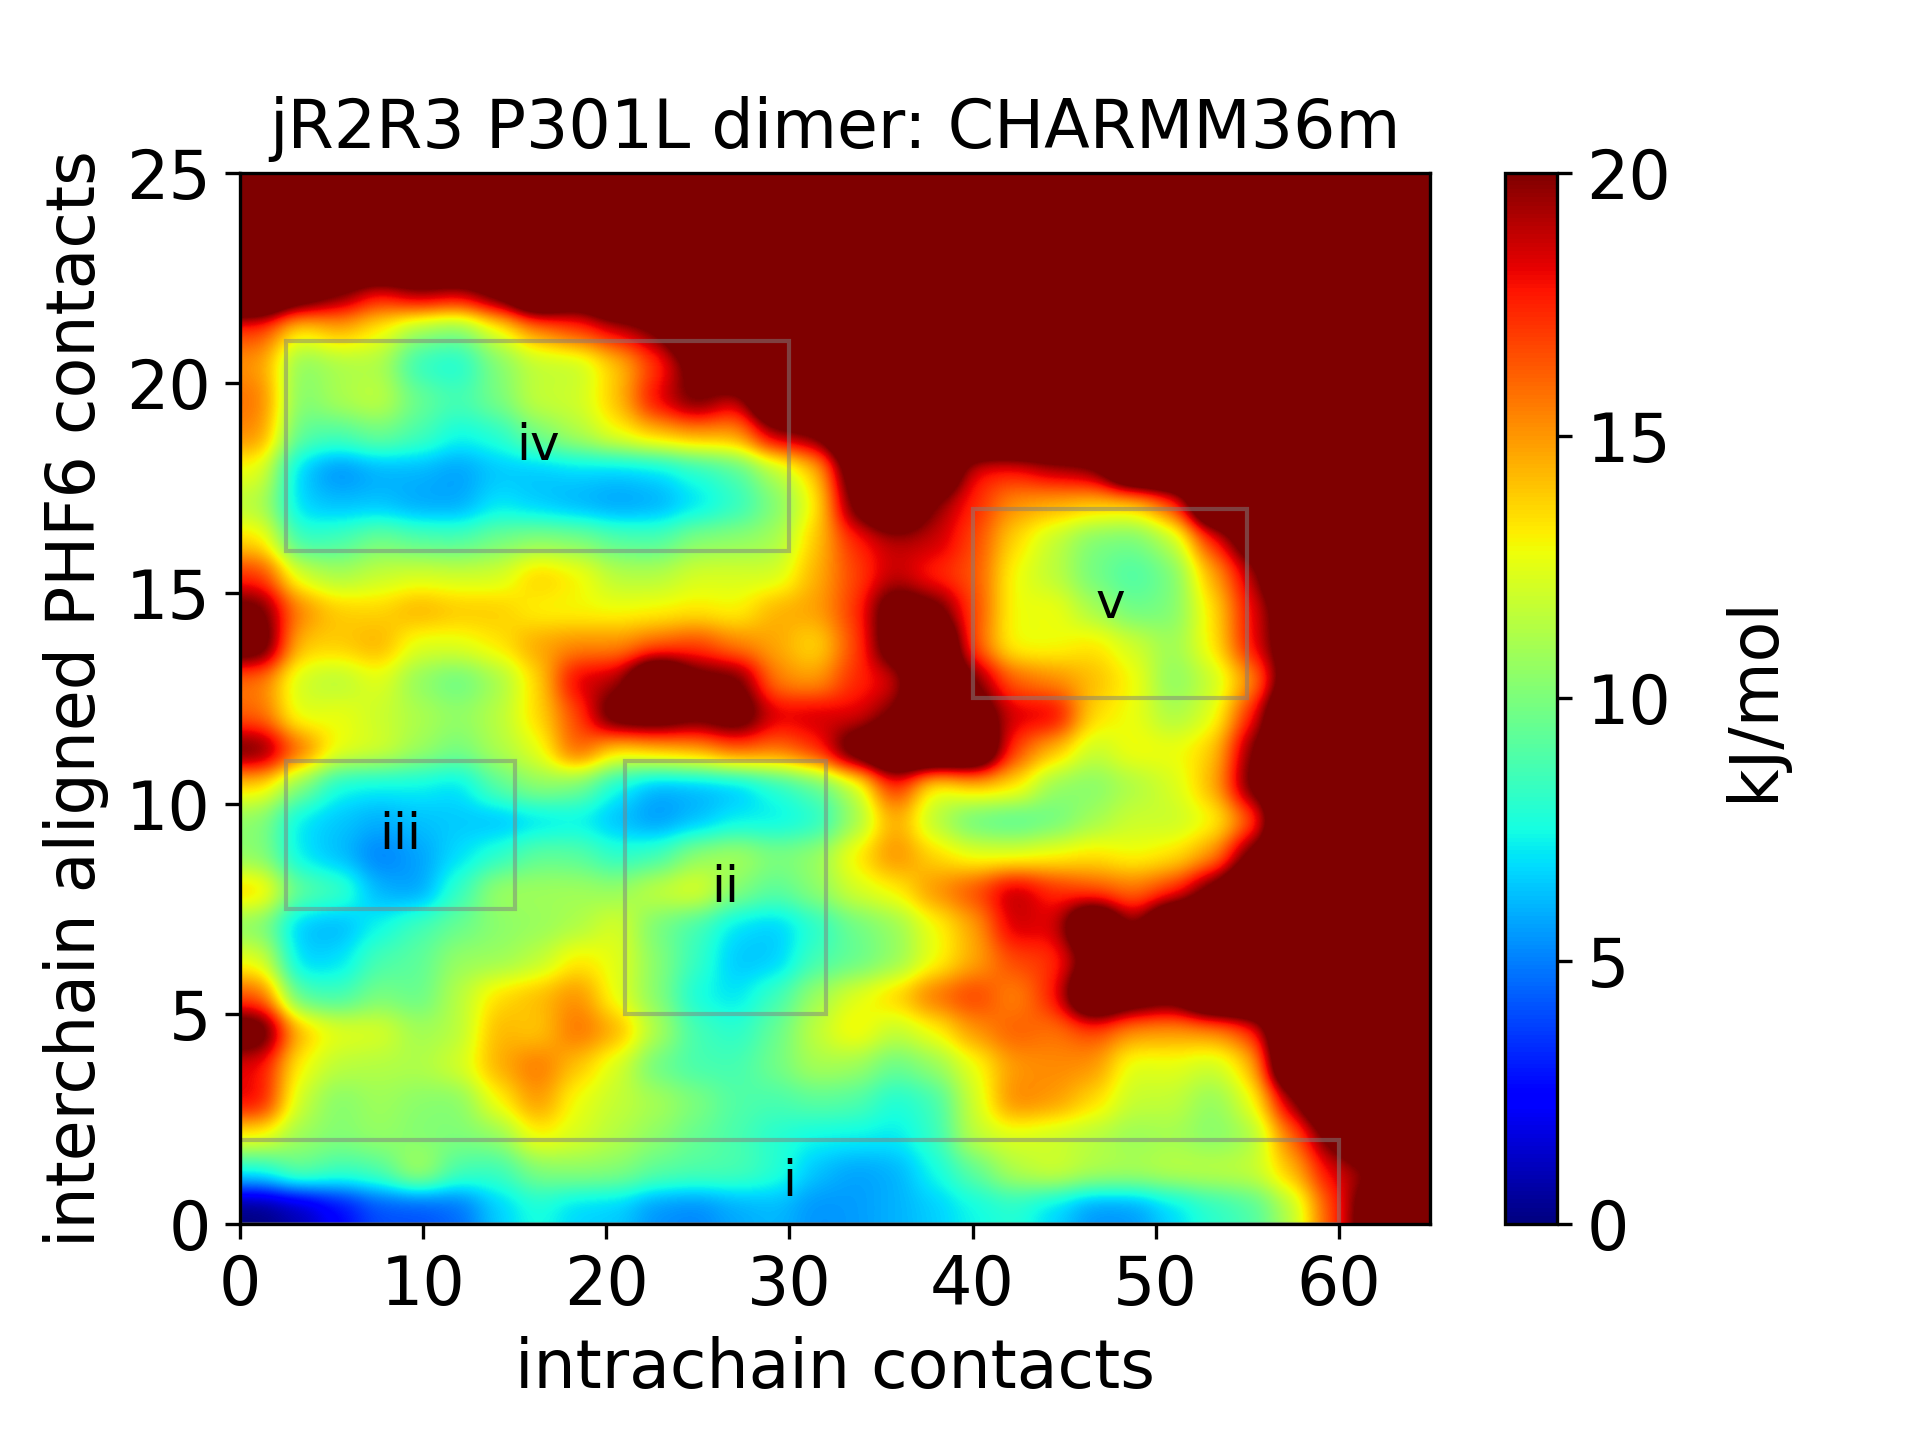 jR2R3 P301L dimer: CHARMM36m
interchain aligned PHF6 contacts
25
20
15
10
5
0
iv
v
iii
ii
i
0 10 20 30 40 50 60
intrachain contacts
20
15
10
5
0
kJ/mol